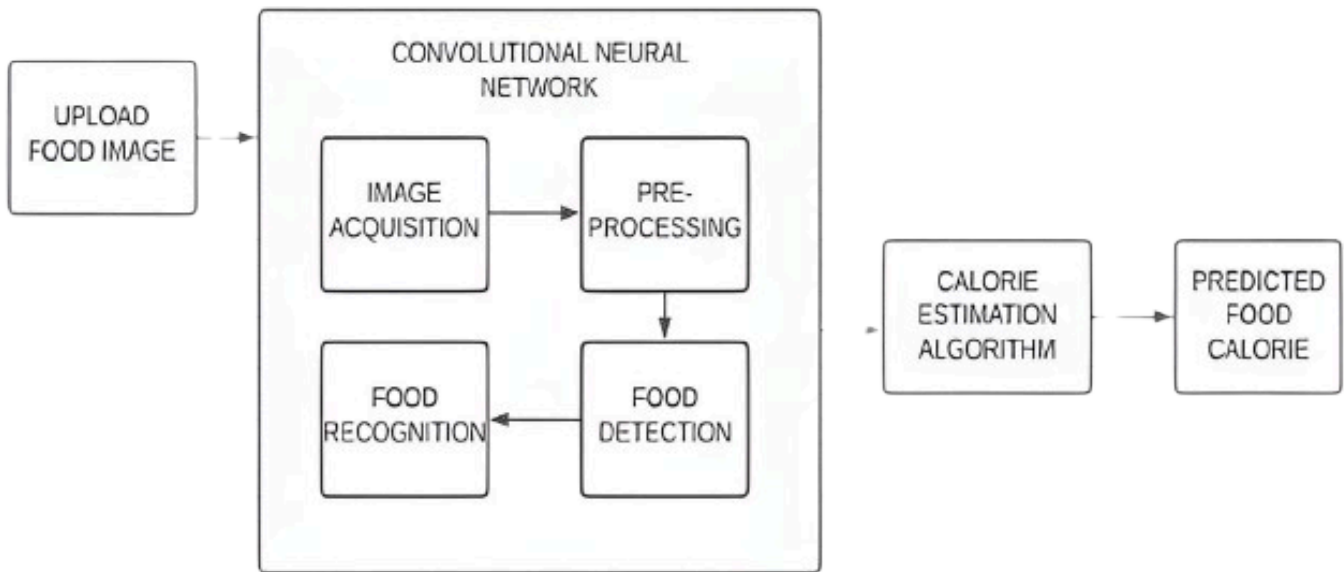 UPLOAD
FOOD IMAGE
CONVOLUTIONAL NEURAL
NETWORK
IMAGE
ACQUISITION
PRE-
PROCESSING
FOOD
DETECTION
FOOD
RECOGNITION
CALORIE
ESTIMATION
ALGORITHM
PREDICTED
FOOD
CALORIE